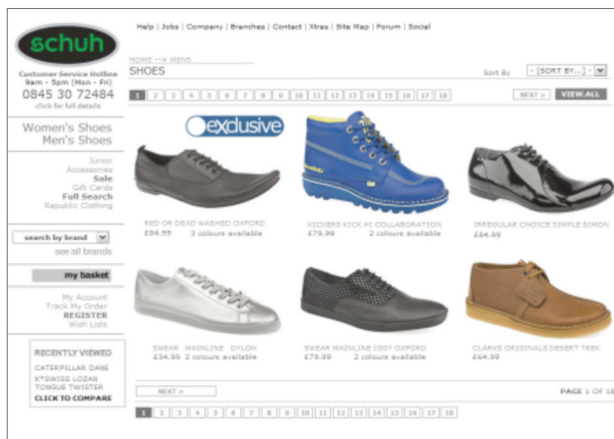 schuh
Help | Jobs | Company | Branches | Contact | Xtras | Site Map | Forum | Social
Customer Service Hotline
9am - 5pm (Mon - Fri)
0845 30 72484
click for full details
HOME --> MENS
SHOES
Sort By
- [SORT BY...] -
1 2 3 4 5 6 7 8 9 10 11 12 13 14 15 16 17 18
NEXT >
VIEW ALL
Women's Shoes
Men's Shoes
Junior
Accessories
Sale
Gift Cards
Full Search
Republic Clothing
search by brand
see all brands
my basket
My Account
Track My Order
REGISTER
Wish Lists
RECENTLY VIEWED
CATERPILLAR DANE
K*SWISS LOZAN
TONGUE TWISTER
CLICK TO COMPARE
exclusive
RED OR DEAD WASHED OXFORD
£84.99 3 colours available
KICKERS KICK HI COLLABORATION
£79.99 2 colours available
IRREGULAR CHOICE SIMPLE SIMON
£84.99
SWEAR MAINLINE DYLON
£34.99 2 colours available
SWEAR MAINLINE IGGY OXFORD
£79.99 2 colours available
CLARKS ORIGINALS DESERT TREK
£64.99
NEXT >
PAGE 1 OF 18
1 2 3 4 5 6 7 8 9 10 11 12 13 14 15 16 17 18